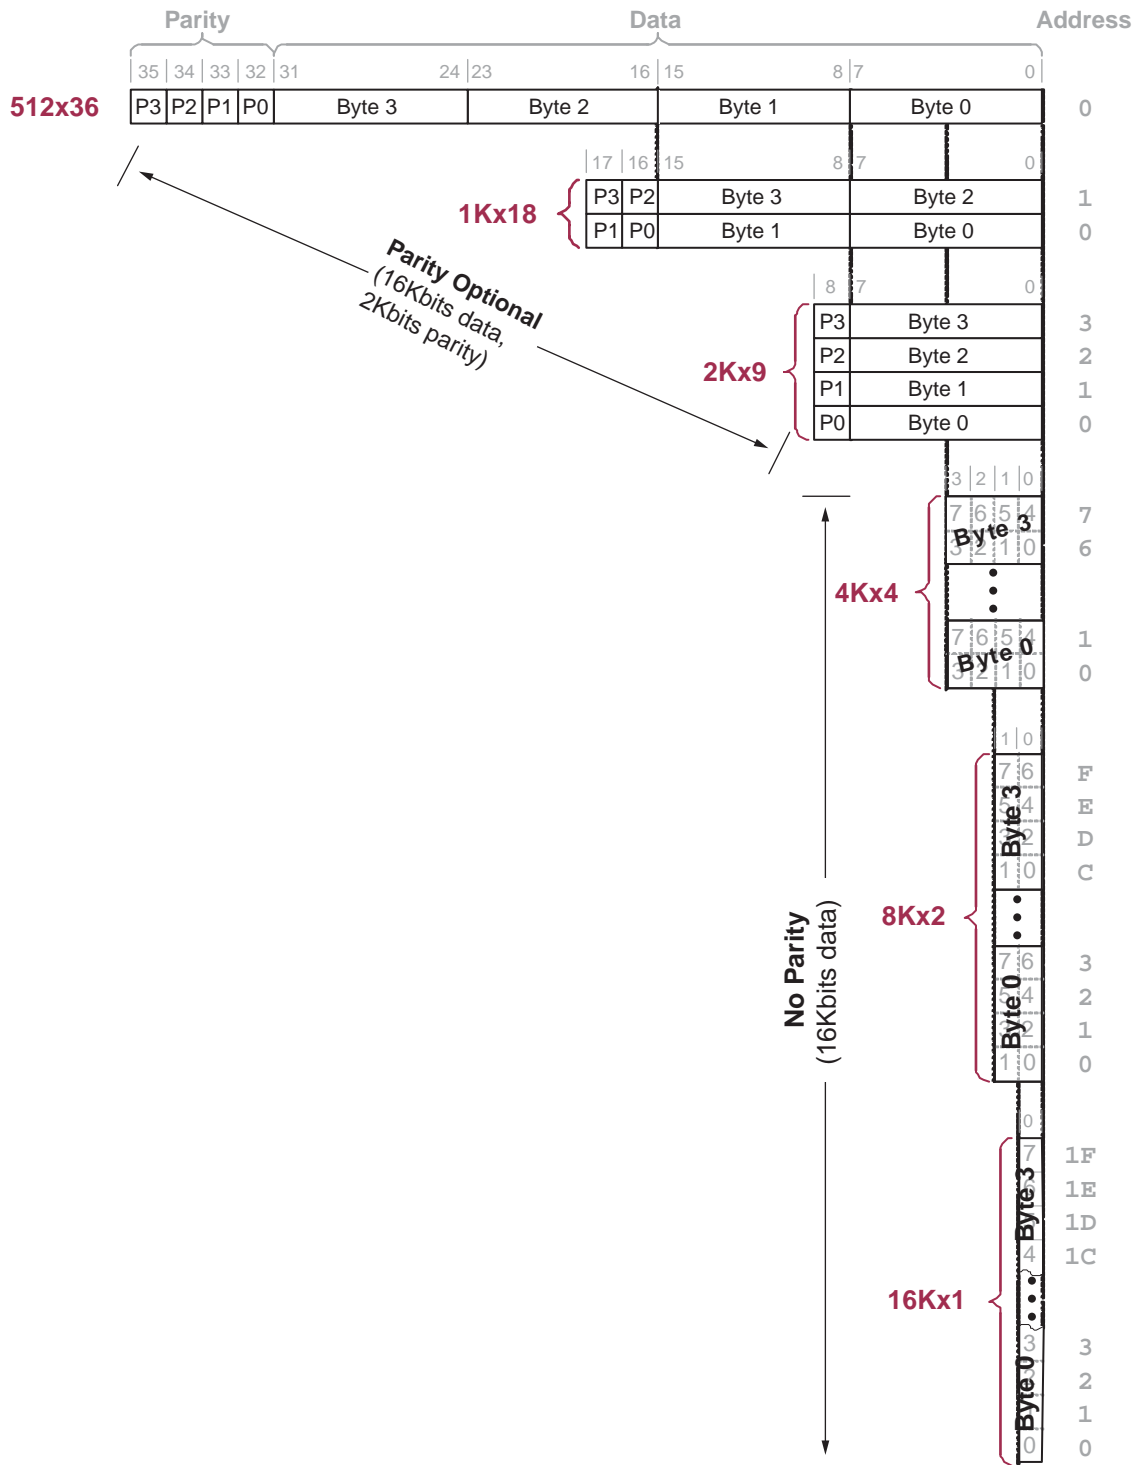 Parity Data Address
35 34 33 32 31 24 23 16 15 8 7 0
512x36 P3 P2 P1 P0 Byte 3 Byte 2 Byte 1 Byte 0 0
17 16 15 8 7 0
1Kx18
P3 P2 Byte 3 Byte 2 1
P1 P0 Byte 1 Byte 0 0
Parity Optional
(16Kbits data,
2Kbits parity)
8 7 0
2Kx9
P3 Byte 3 3
P2 Byte 2 2
P1 Byte 1 1
P0 Byte 0 0
3 2 1 0
4Kx4
7 6 5 4 7
Byte 3
3 2 1 0 6
7 6 5 4 1
Byte 0
3 2 1 0 0
No Parity
(16Kbits data)
1 0
8Kx2
7 6 F
5 4 E
Byte 3
3 2 D
1 0 C
7 6 3
5 4 2
Byte 0
3 2 1
1 0 0
0
16Kx1
7 1F
1E
Byte 3
1D
4 1C
3 3
2
Byte 0
1
0 0